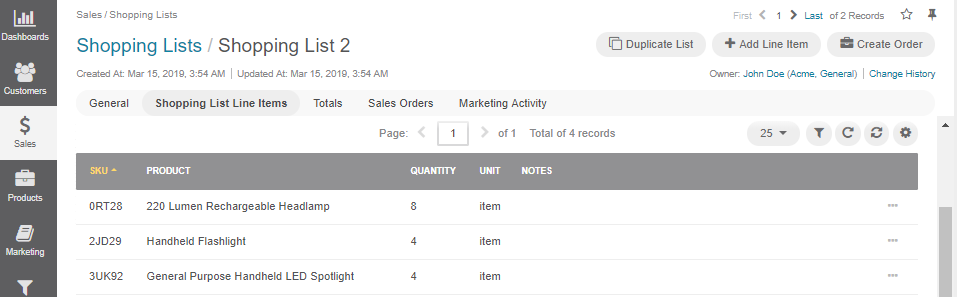 Dashboards
Customers
Sales
Products
Marketing
Sales / Shopping Lists
First 1 Last of 2 Records
Shopping Lists / Shopping List 2
Duplicate List
Add Line Item
Create Order
Created At: Mar 15, 2019, 3:54 AM Updated At: Mar 15, 2019, 3:54 AM
Owner: John Doe (Acme, General) Change History
General Shopping List Line Items Totals Sales Orders Marketing Activity
Page: 1 of 1 Total of 4 records 25
SKU PRODUCT QUANTITY UNIT NOTES
0RT28 220 Lumen Rechargeable Headlamp 8 item
2JD29 Handheld Flashlight 4 item
3UK92 General Purpose Handheld LED Spotlight 4 item